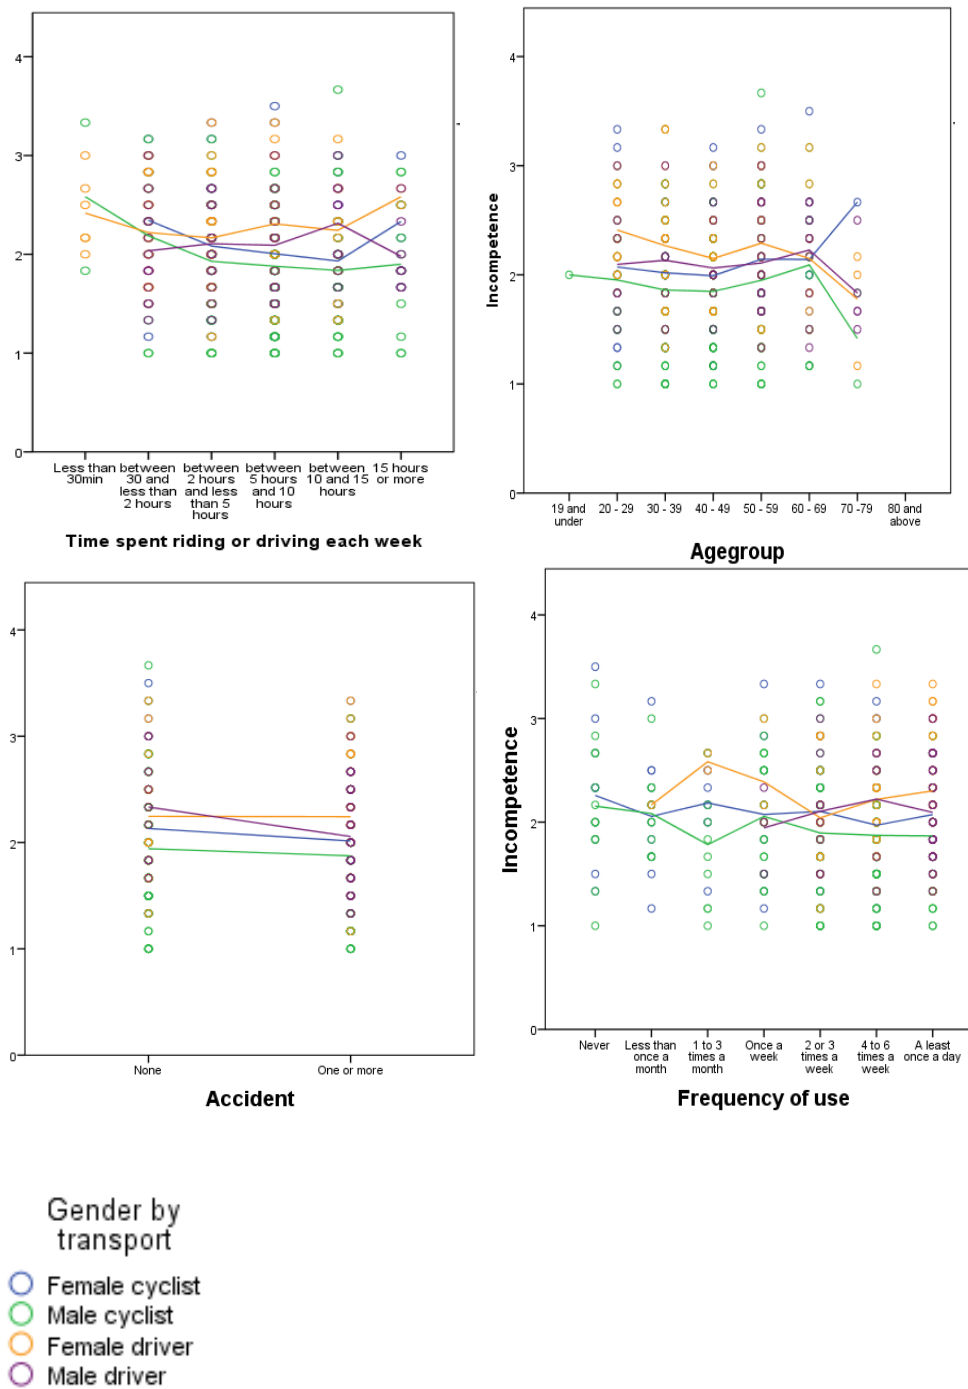 4
3
2
1
0
Less than
30min
between
30 and
less than
2 hours
between
2 hours
and less
than 5
hours
between
5 hours
and 10
hours
between
10 and 15
hours
15 hours
or more
Time spent riding or driving each week
Incompetence
4
3
2
1
0
19 and
under
20 - 29
30 - 39
40 - 49
50 - 59
60 - 69
70 -79
80 and
above
Agegroup
4
3
2
1
0
None
One or more
Accident
Incompetence
4
3
2
1
0
Never
Less than
once a
month
1 to 3
times a
month
Once a
week
2 or 3
times a
week
4 to 6
times a
week
A least
once a day
Frequency of use
Gender by
transport
Female cyclist
Male cyclist
Female driver
Male driver